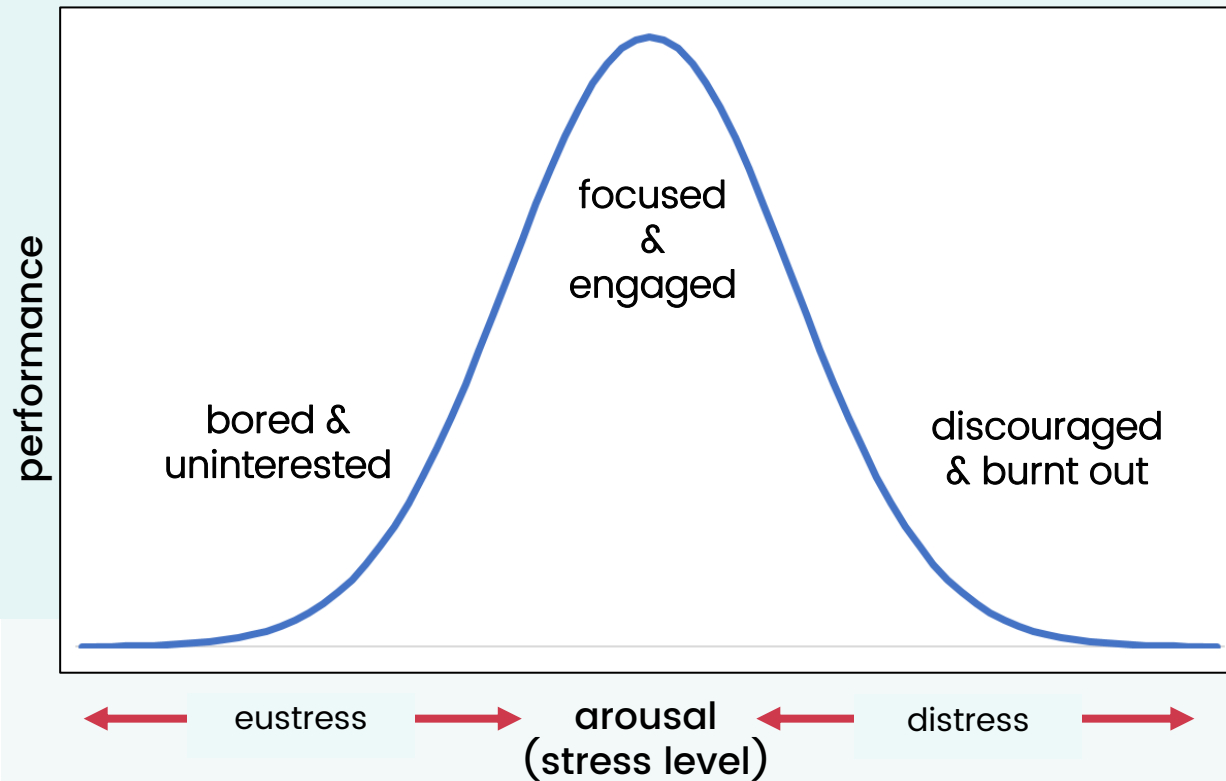 performance
focused
&
engaged
bored &
uninterested
discouraged
& burnt out
eustress
arousal
(stress level)
distress